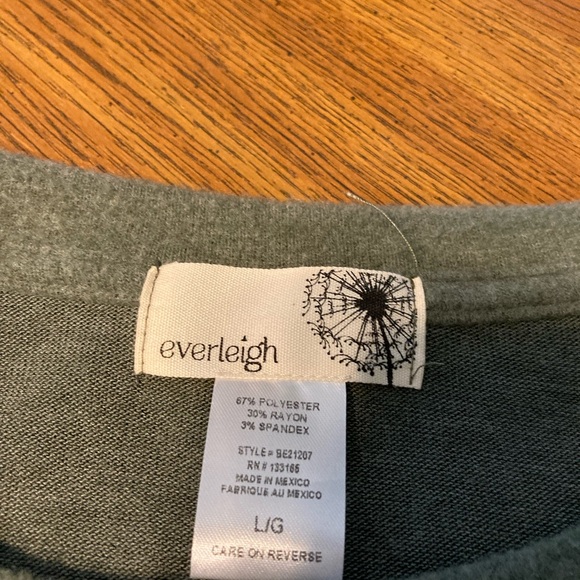 everleigh
67% POLYESTER
30% RAYON
3% SPANDEX
STYLE# BE21207
RN # 133165
MADE IN MEXICO
FABRIQUE AU MEXICO
L/G
CARE ON REVERSE